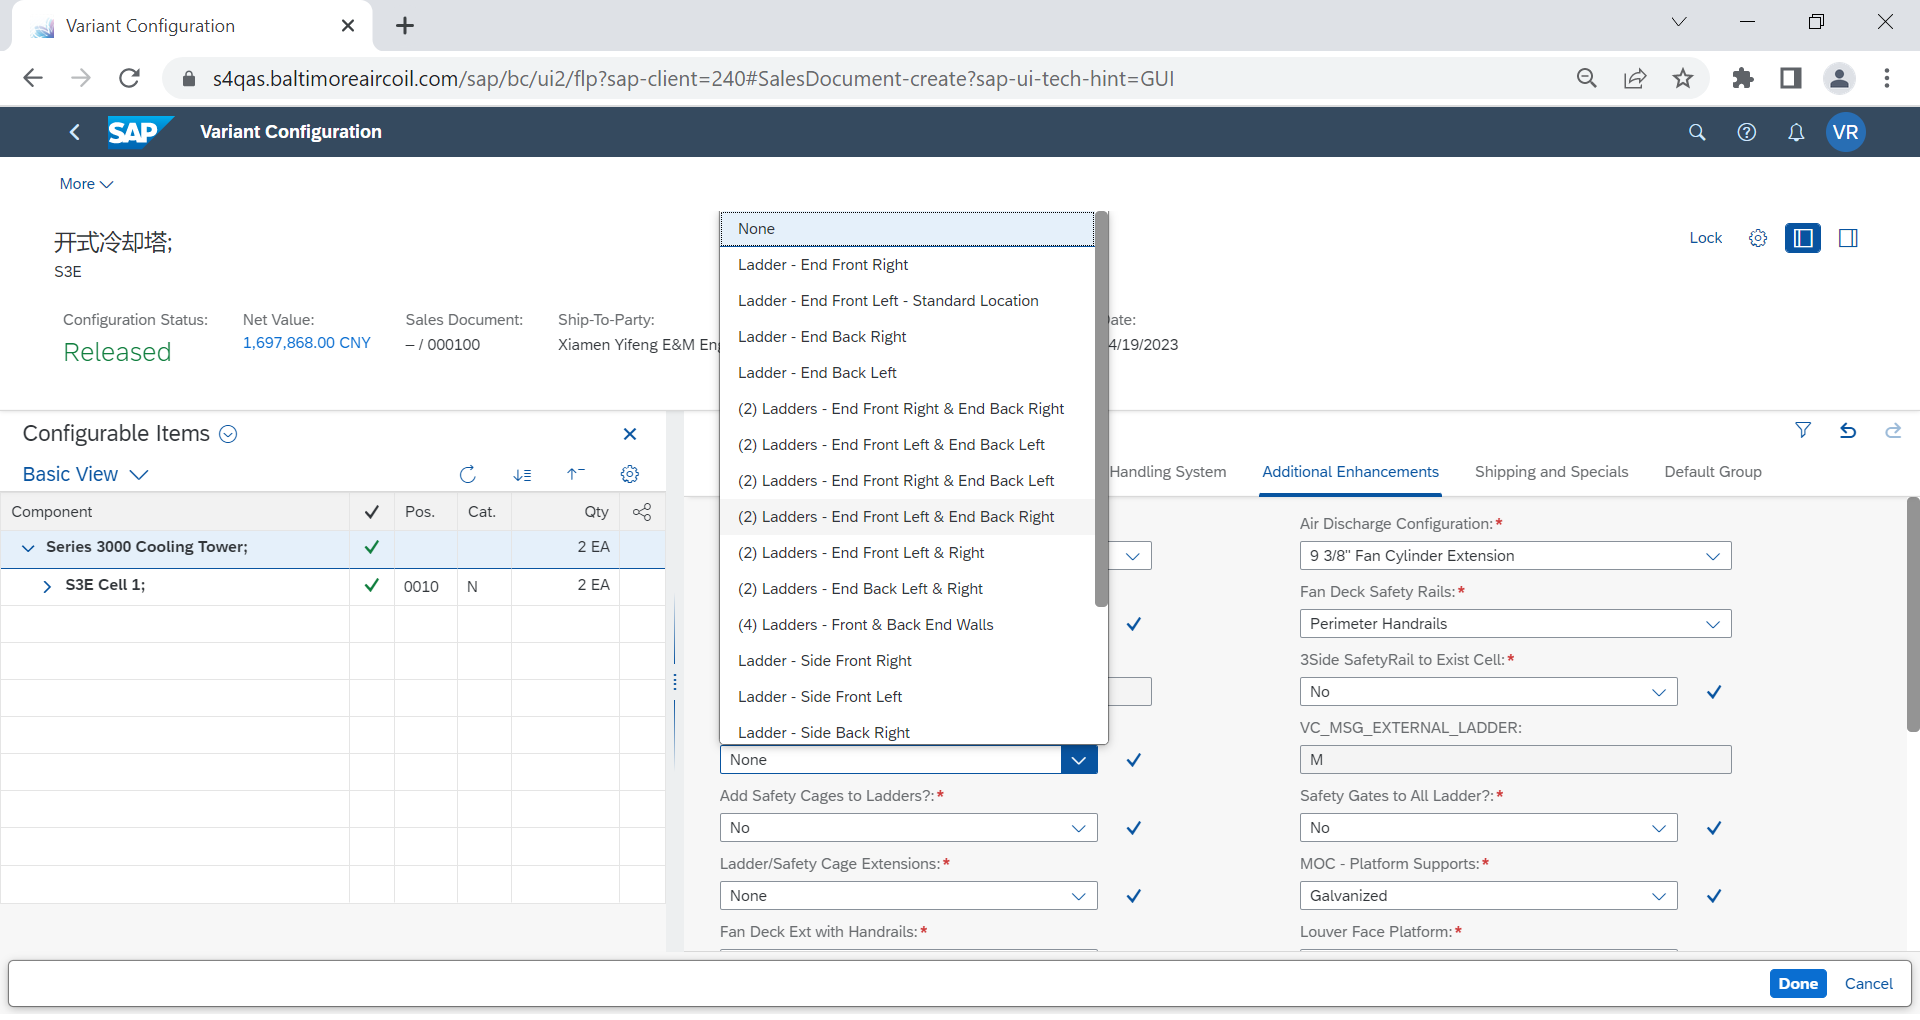 Variant Configuration
s4qas.baltimoreaircoil.com/sap/bc/ui2/flp?sap-client=240#SalesDocument-create?sap-ui-tech-hint=GUI
SAP
Variant Configuration
VR
More
开式冷却塔;
S3E
Lock
Configuration Status:
Released
Net Value:
1,697,868.00 CNY
Sales Document:
– / 000100
Ship-To-Party:
Xiamen Yifeng E&M
ate:
4/19/2023
Configurable Items
Basic View
Component
Pos.
Cat.
Qty
Series 3000 Cooling Tower;
2 EA
S3E Cell 1;
0010
N
2 EA
Handling System
Additional Enhancements
Shipping and Specials
Default Group
None
Ladder - End Front Right
Ladder - End Front Left - Standard Location
Ladder - End Back Right
Ladder - End Back Left
(2) Ladders - End Front Right & End Back Right
(2) Ladders - End Front Left & End Back Left
(2) Ladders - End Front Right & End Back Left
(2) Ladders - End Front Left & End Back Right
(2) Ladders - End Front Left & Right
(2) Ladders - End Back Left & Right
(4) Ladders - Front & Back End Walls
Ladder - Side Front Right
Ladder - Side Front Left
Ladder - Side Back Right
None
Add Safety Cages to Ladders?:*
No
Ladder/Safety Cage Extensions:*
None
Fan Deck Ext with Handrails:*
Air Discharge Configuration:*
9 3/8" Fan Cylinder Extension
Fan Deck Safety Rails:*
Perimeter Handrails
3Side SafetyRail to Exist Cell:*
No
VC_MSG_EXTERNAL_LADDER:
M
Safety Gates to All Ladder?:*
No
MOC - Platform Supports:*
Galvanized
Louver Face Platform:*
Done
Cancel